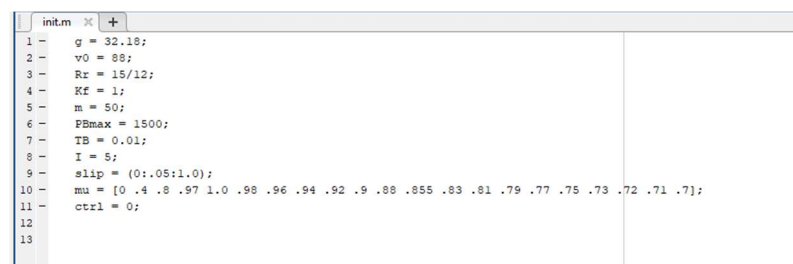 init.m × +
1 - g = 32.18;
2 - v0 = 88;
3 - Rr = 15/12;
4 - Kf = 1;
5 - m = 50;
6 - PBmax = 1500;
7 - TB = 0.01;
8 - I = 5;
9 - slip = (0:.05:1.0);
10 - mu = [0 .4 .8 .97 1.0 .98 .96 .94 .92 .9 .88 .855 .83 .81 .79 .77 .75 .73 .72 .71 .7];
11 - ctrl = 0;
12
13